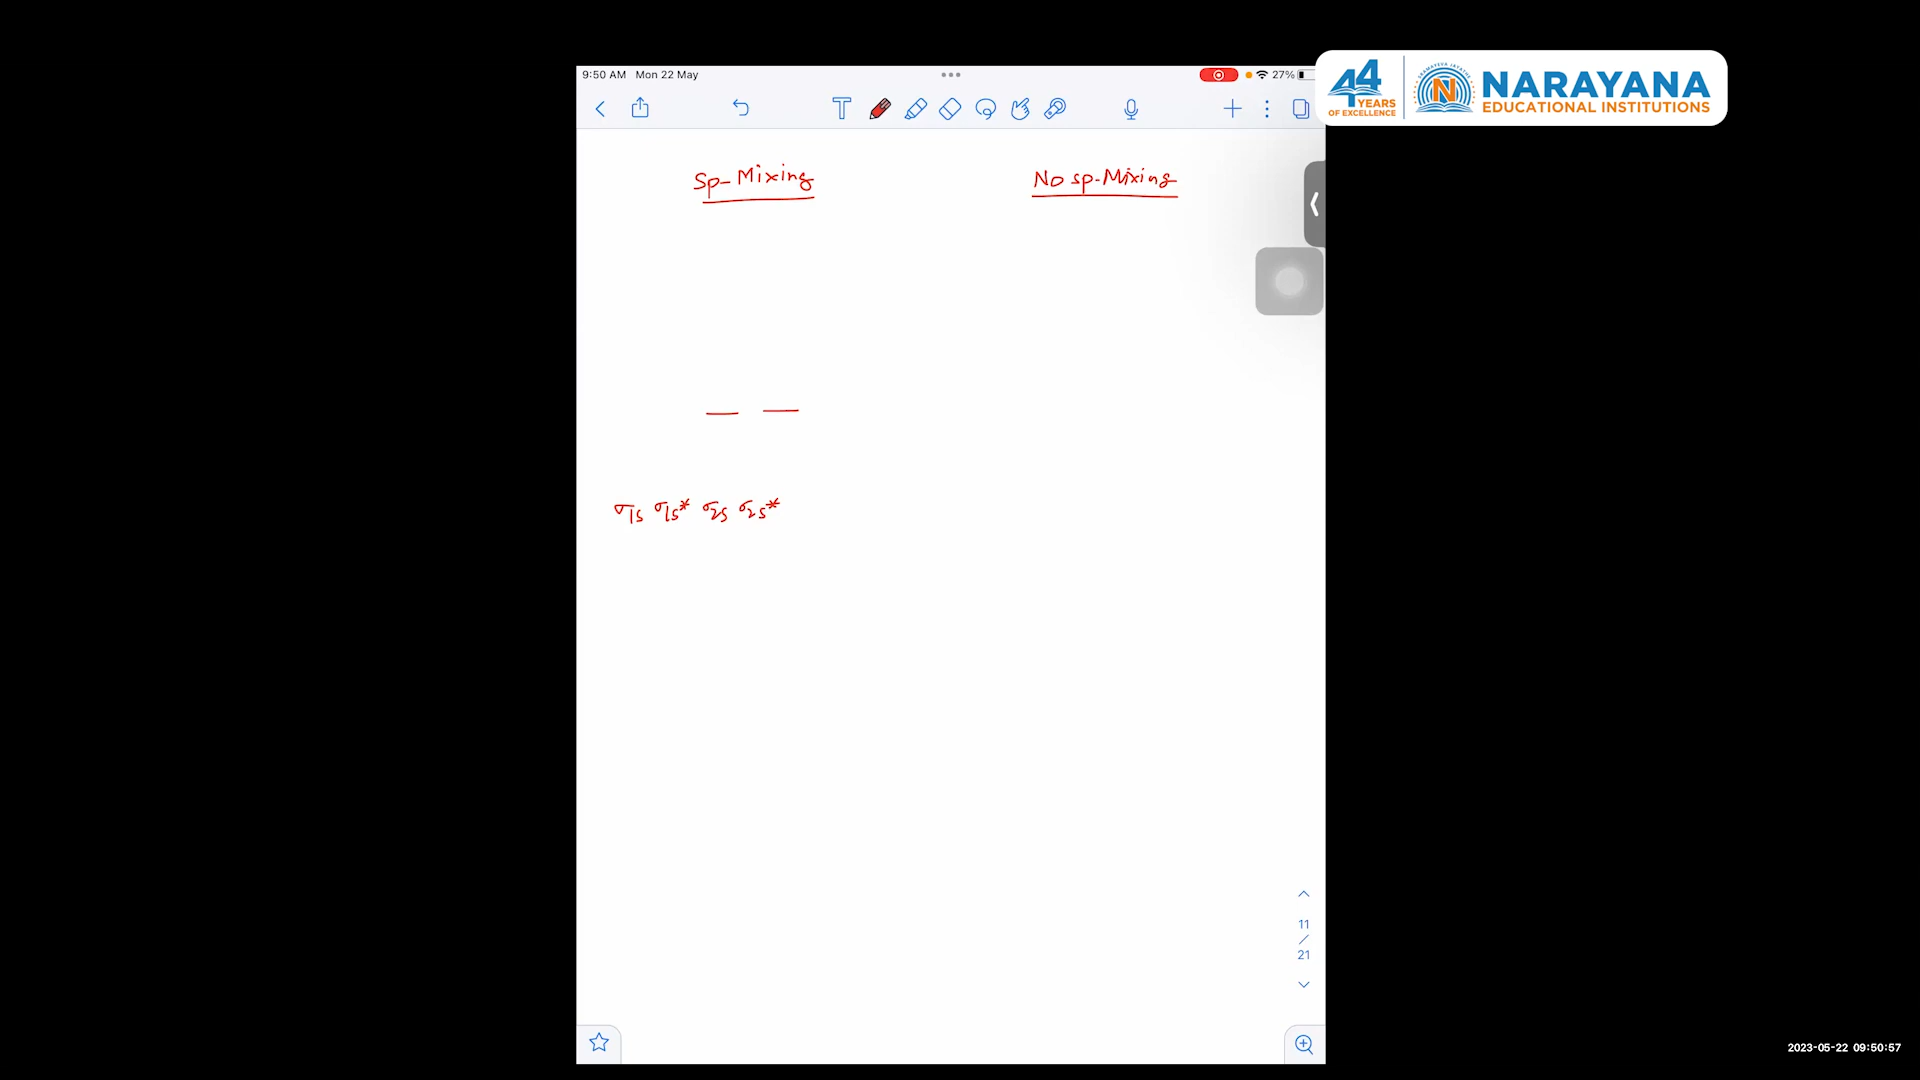 9:50 AM Mon 22 May
27%
44 YEARS OF EXCELLENCE
NARAYANA
EDUCATIONAL INSTITUTIONS
Sp-Mixing
No sp-Mixing
σ1s σ1s* σ2s σ2s*
11
/
21
2023-05-22 09:50:57